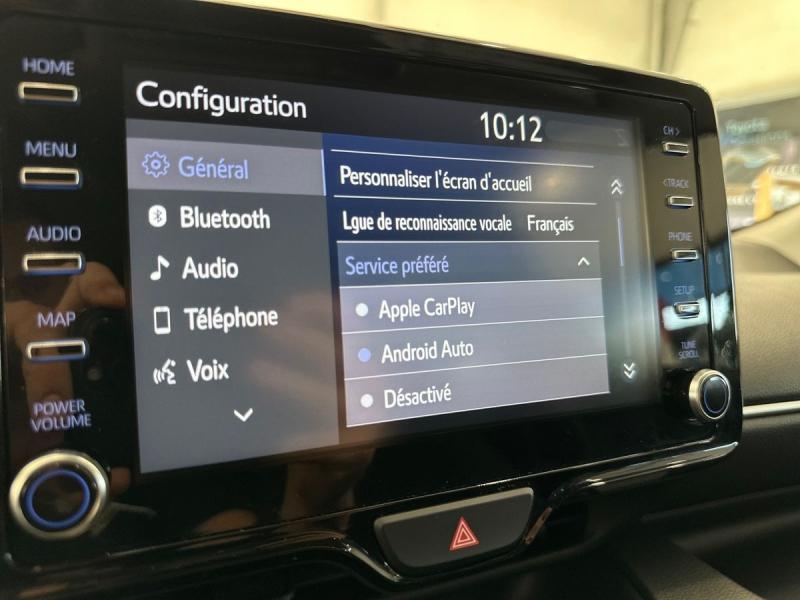 HOME
MENU
AUDIO
MAP
POWER
VOLUME
Configuration
10:12
Général
Bluetooth
Audio
Téléphone
Voix
Personnaliser l'écran d'accueil
Lgue de reconnaissance vocale Français
Service préféré
Apple CarPlay
Android Auto
Désactivé
CH >
< TRACK
PHONE
SETUP
TUNE
SCROLL
Toyota